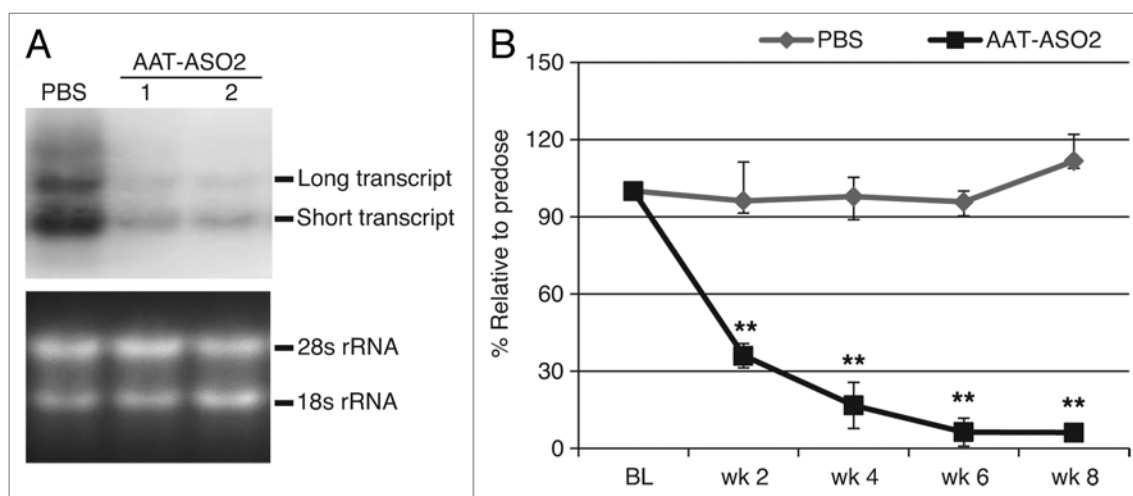 A
AAT-ASO2
PBS 1 2
Long transcript
Short transcript
28s rRNA
18s rRNA
B
PBS AAT-ASO2
% Relative to predose
150
120
90
60
30
0
**
**
**
**
BL wk 2 wk 4 wk 6 wk 8